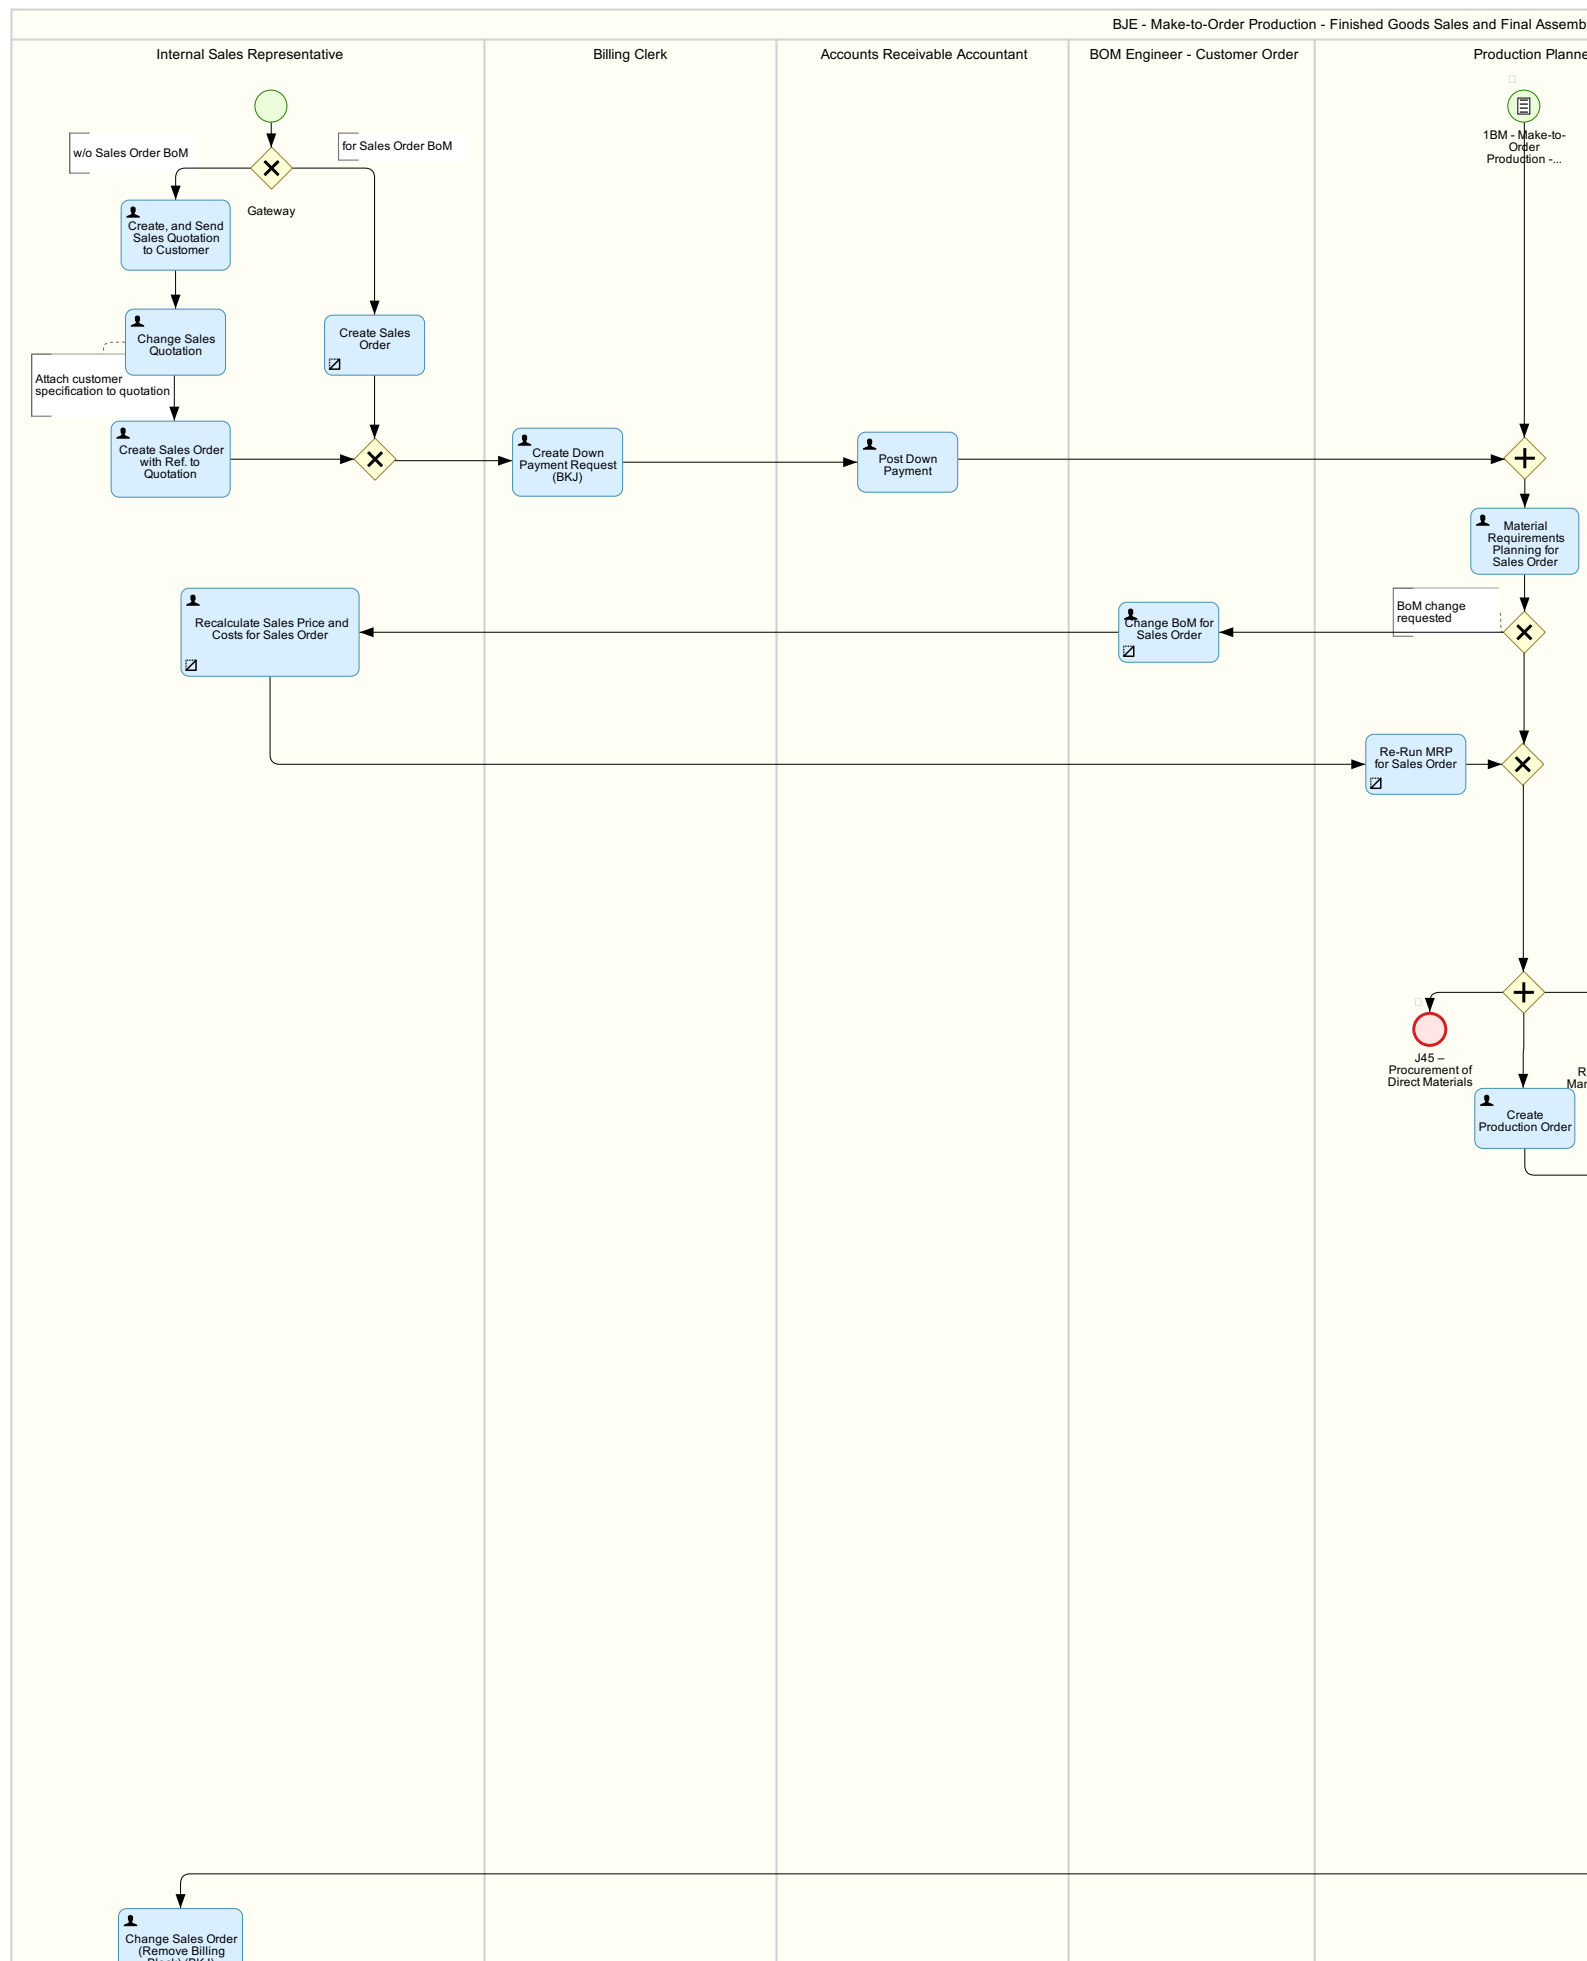 BJE - Make-to-Order Production - Finished Goods Sales and Final Assemb
Internal Sales Representative
Billing Clerk
Accounts Receivable Accountant
BOM Engineer - Customer Order
Production Planne
w/o Sales Order BoM
for Sales Order BoM
1BM - Make-to-
Order
Production -...
Gateway
Create, and Send
Sales Quotation
to Customer
Change Sales
Quotation
Create Sales
Order
Attach customer
specification to quotation
Create Sales Order
with Ref. to
Quotation
Create Down
Payment Request
(BKJ)
Post Down
Payment
Material
Requirements
Planning for
Sales Order
Recalculate Sales Price and
Costs for Sales Order
Change BoM for
Sales Order
BoM change
requested
Re-Run MRP
for Sales Order
J45 –
Procurement of
Direct Materials
R
Mar
Create
Production Order
Change Sales Order
(Remove Billing